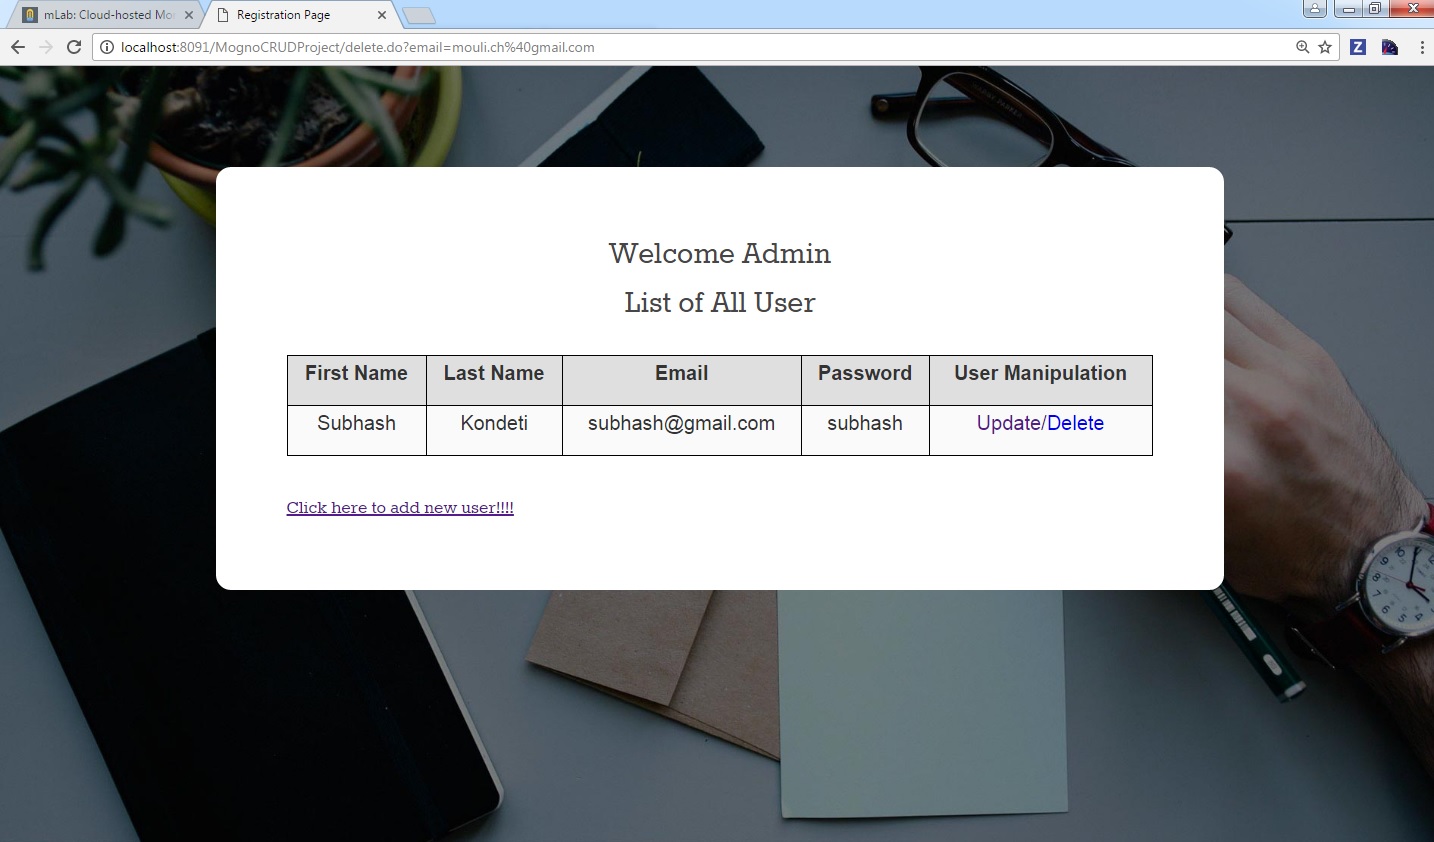 mLab: Cloud-hosted Mo
Registration Page
localhost:8091/MognoCRUDProject/delete.do?email=mouli.ch%40gmail.com
Welcome Admin
List of All User
First Name Last Name Email Password User Manipulation
Subhash Kondeti subhash@gmail.com subhash Update/Delete
Click here to add new user!!!!